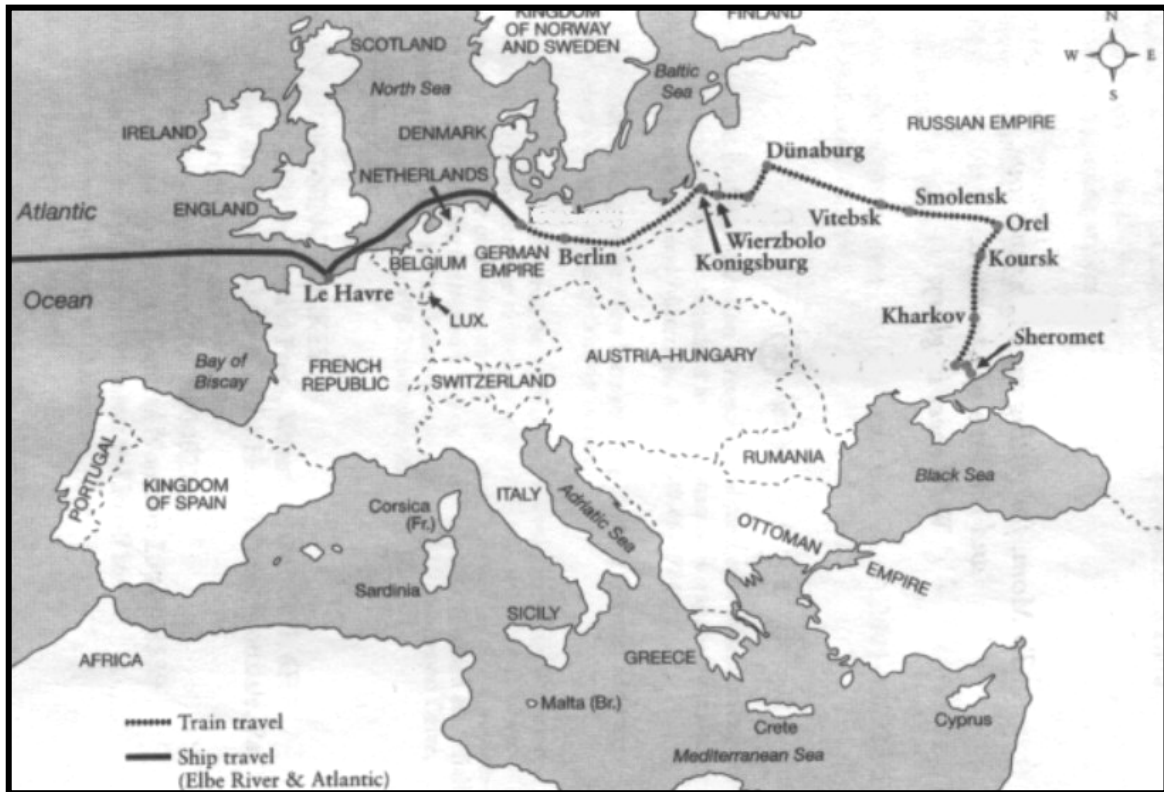 KINGDOM
OF NORWAY
AND SWEDEN
FINLAND
N
W
E
S
SCOTLAND
North Sea
Baltic
Sea
IRELAND
DENMARK
RUSSIAN EMPIRE
NETHERLANDS
Dünaburg
Atlantic
ENGLAND
Smolensk
Vitebsk
Orel
Wierzbolo
BELGIUM
GERMAN
EMPIRE
Berlin
Konigsburg
Koursk
Ocean
Le Havre
LUX.
Kharkov
Sheromet
Bay of
Biscay
FRENCH
REPUBLIC
SWITZERLAND
AUSTRIA–HUNGARY
PORTUGAL
KINGDOM
OF SPAIN
Corsica
(Fr.)
ITALY
Adriatic Sea
RUMANIA
Black Sea
OTTOMAN
EMPIRE
Sardinia
SICILY
GREECE
AFRICA
Malta (Br.)
Crete
Cyprus
Mediterranean Sea
Train travel
Ship travel
(Elbe River & Atlantic)